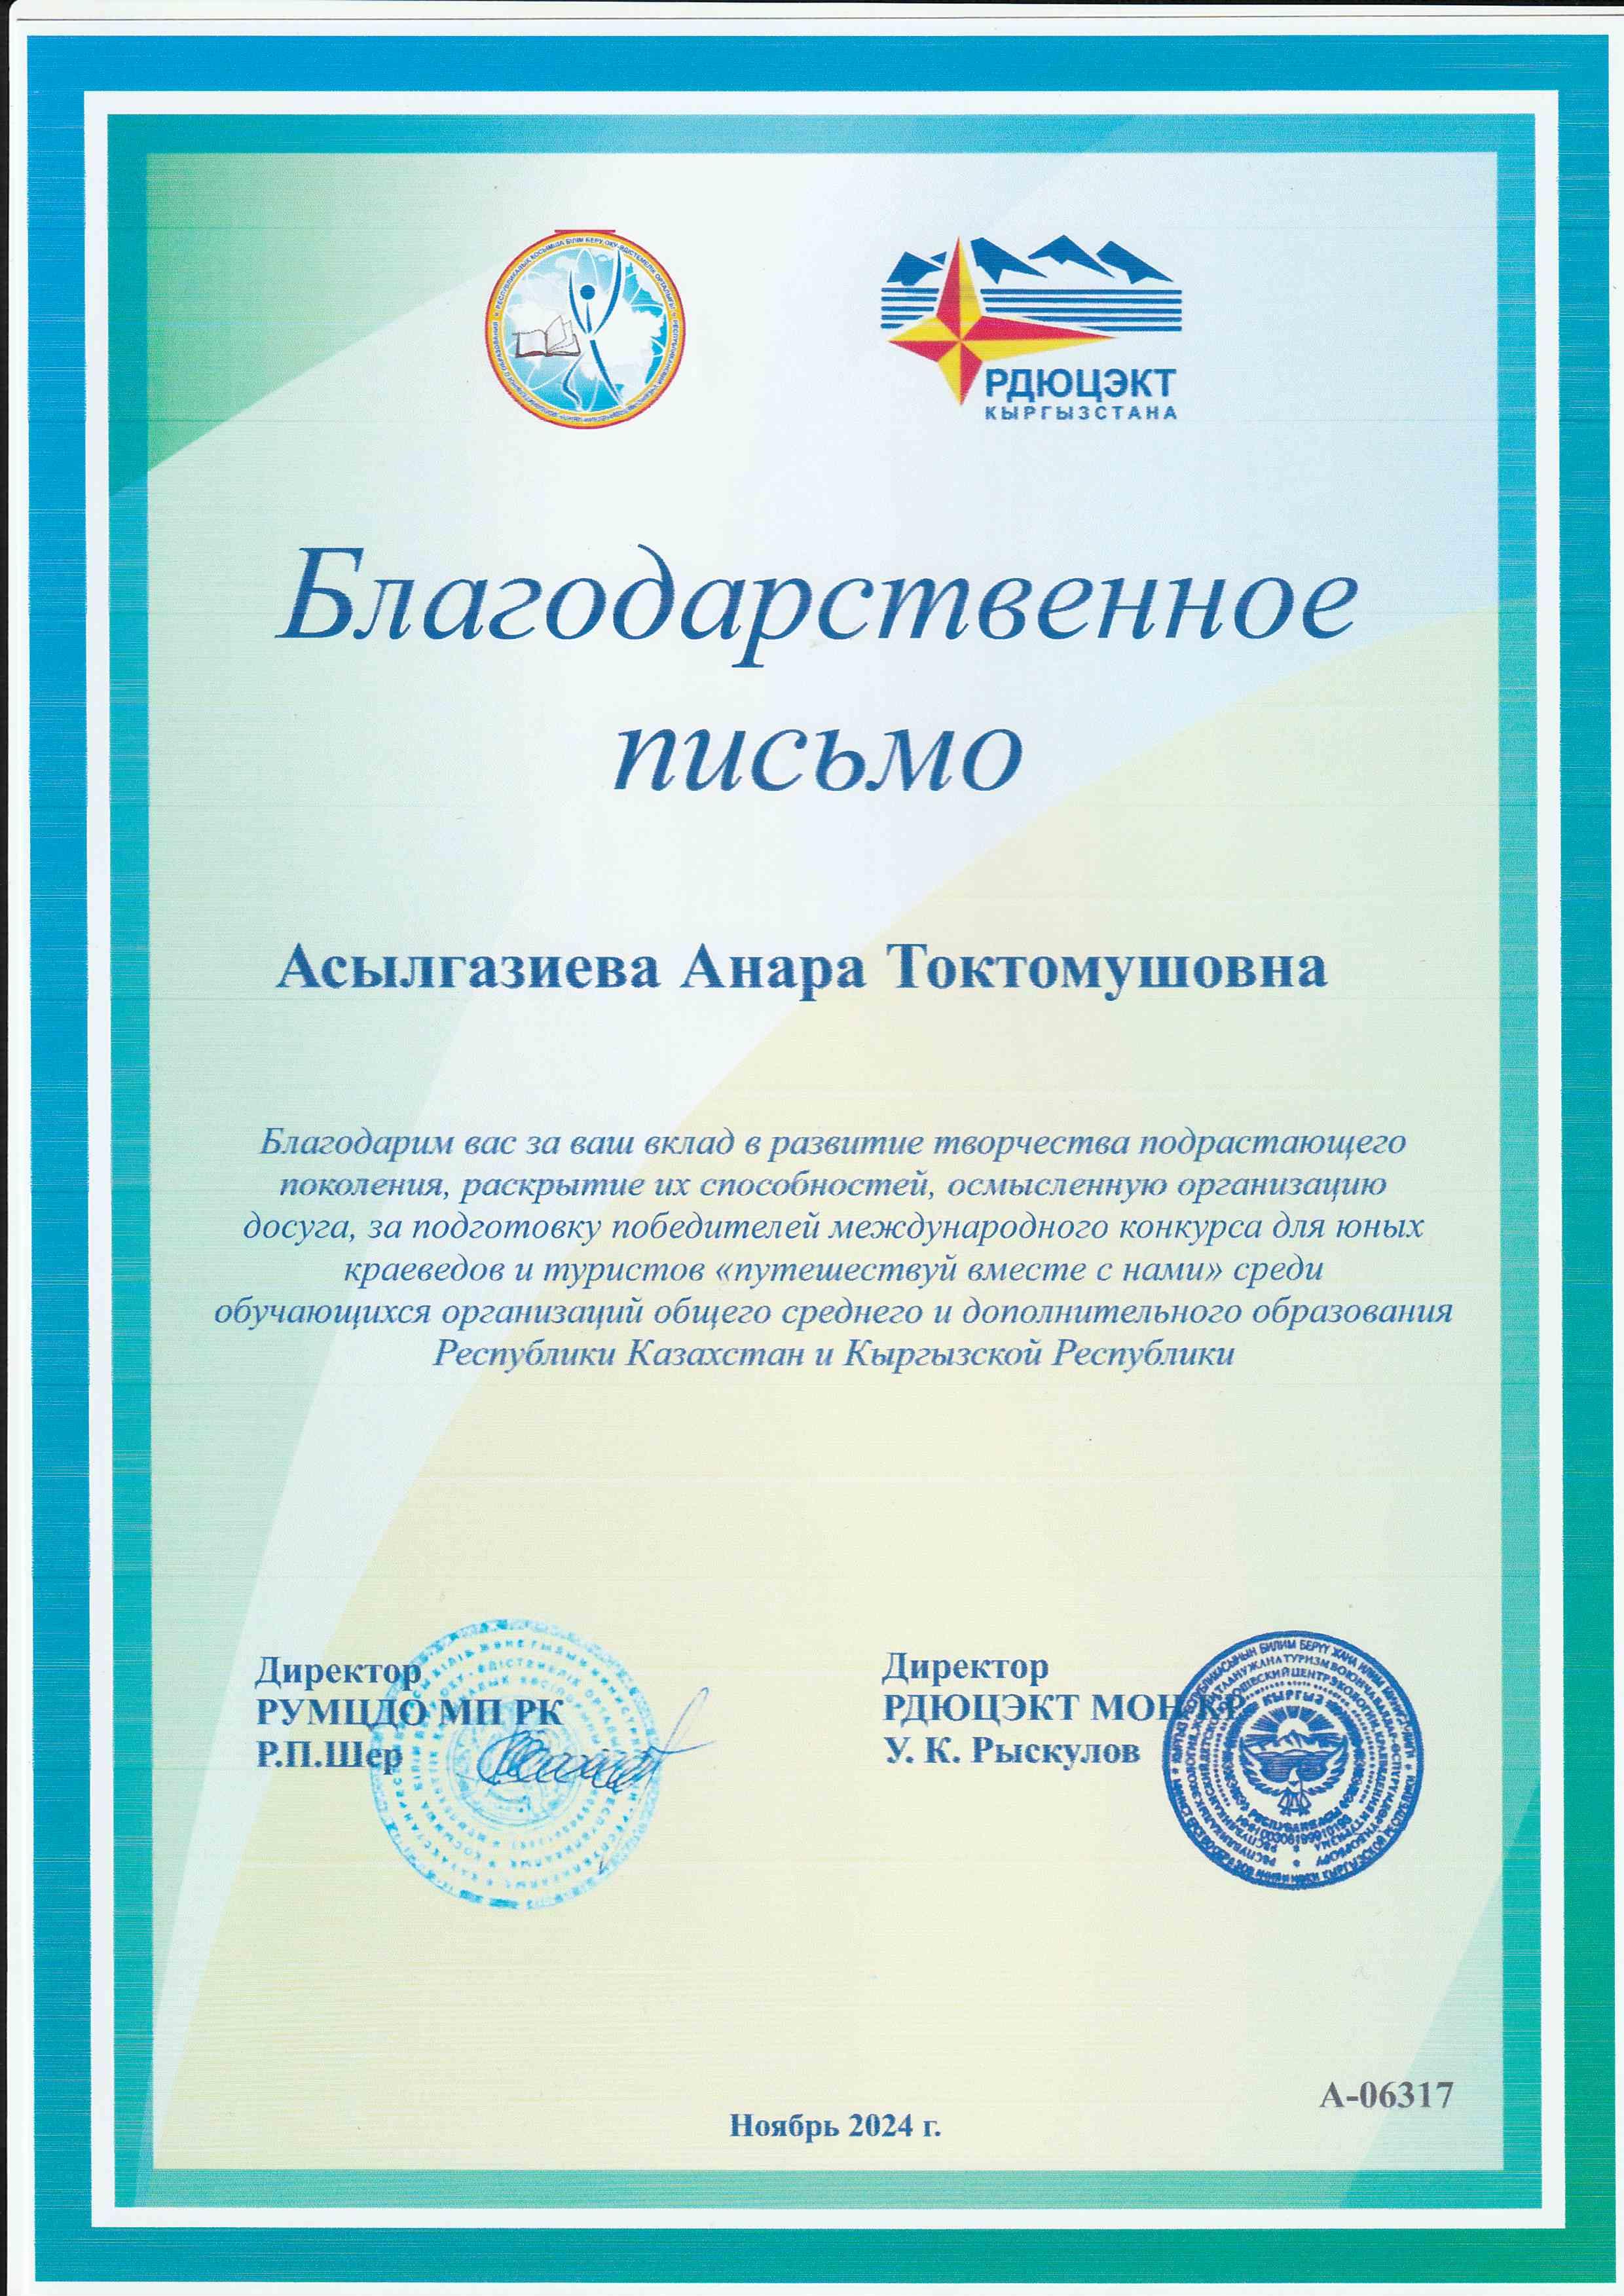 РДЮЦЭКТ
КЫРГЫЗСТАНА
Благодарственное
письмо
Асылгазиева Анара Токтомушовна
Благодарим вас за ваш вклад в развитие творчества подрастающего
поколения, раскрытие их способностей, осмысленную организацию
досуга, за подготовку победителей международного конкурса для юных
краеведов и туристов «путешествуй вместе с нами» среди
обучающихся организаций общего среднего и дополнительного образования
Республики Казахстан и Кыргызской Республики
Директор
РУМЦДО МП РК
Р.П.Шер
Директор
РДЮЦЭКТ МОН КР
У. К. Рыскулов
А-06317
Ноябрь 2024 г.